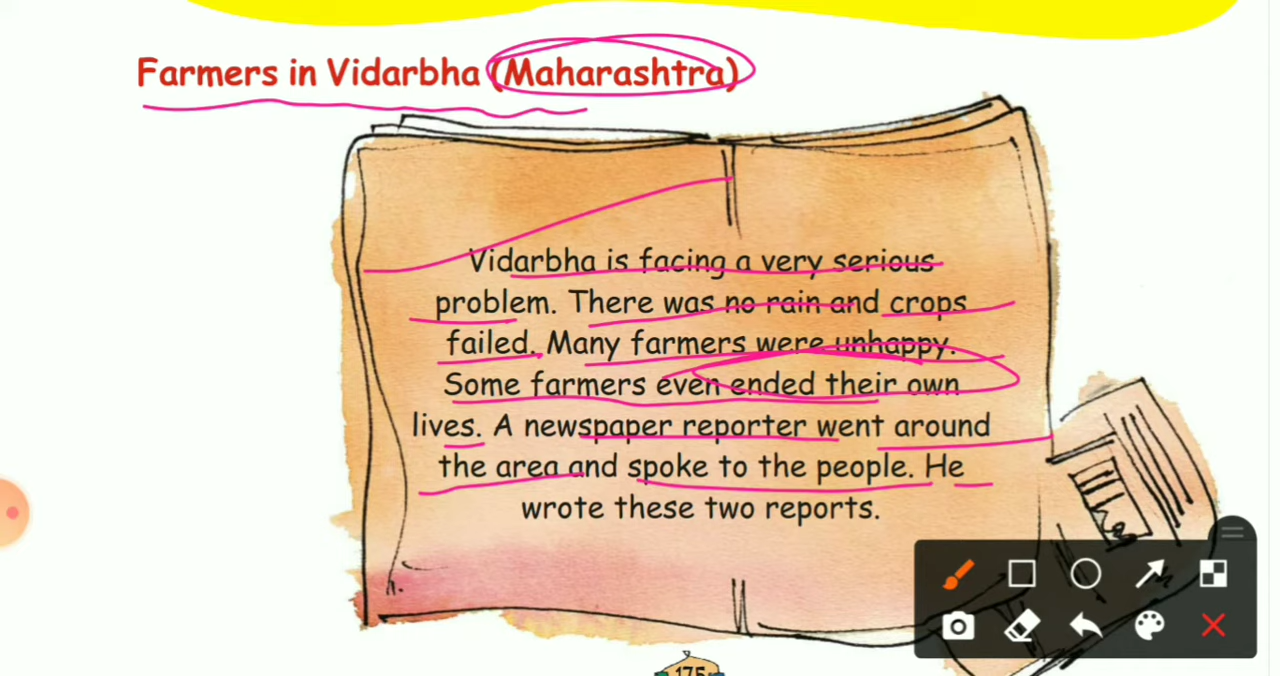 Farmers in Vidarbha (Maharashtra)
Vidarbha is facing a very serious
problem. There was no rain and crops
failed. Many farmers were unhappy.
Some farmers even ended their own
lives. A newspaper reporter went around
the area and spoke to the people. He
wrote these two reports.
175